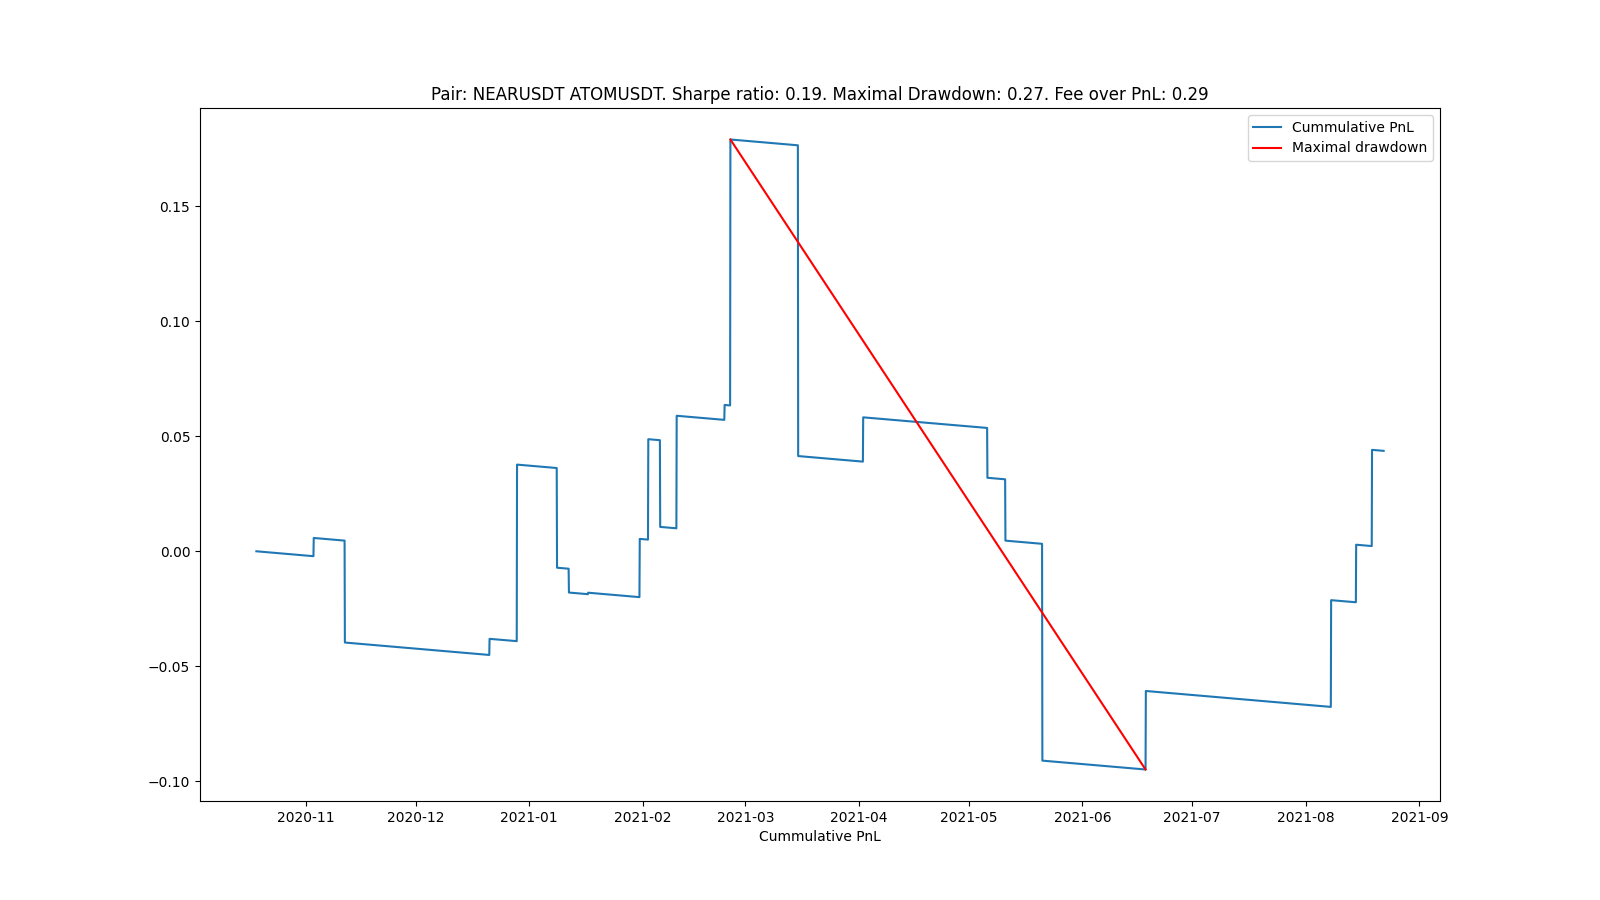 Pair: NEARUSDT ATOMUSDT. Sharpe ratio: 0.19. Maximal Drawdown: 0.27. Fee over PnL: 0.29
Cummulative PnL
Maximal drawdown
0.15
0.10
0.05
0.00
−0.05
−0.10
2020-11 2020-12 2021-01 2021-02 2021-03 2021-04 2021-05 2021-06 2021-07 2021-08 2021-09
Cummulative PnL